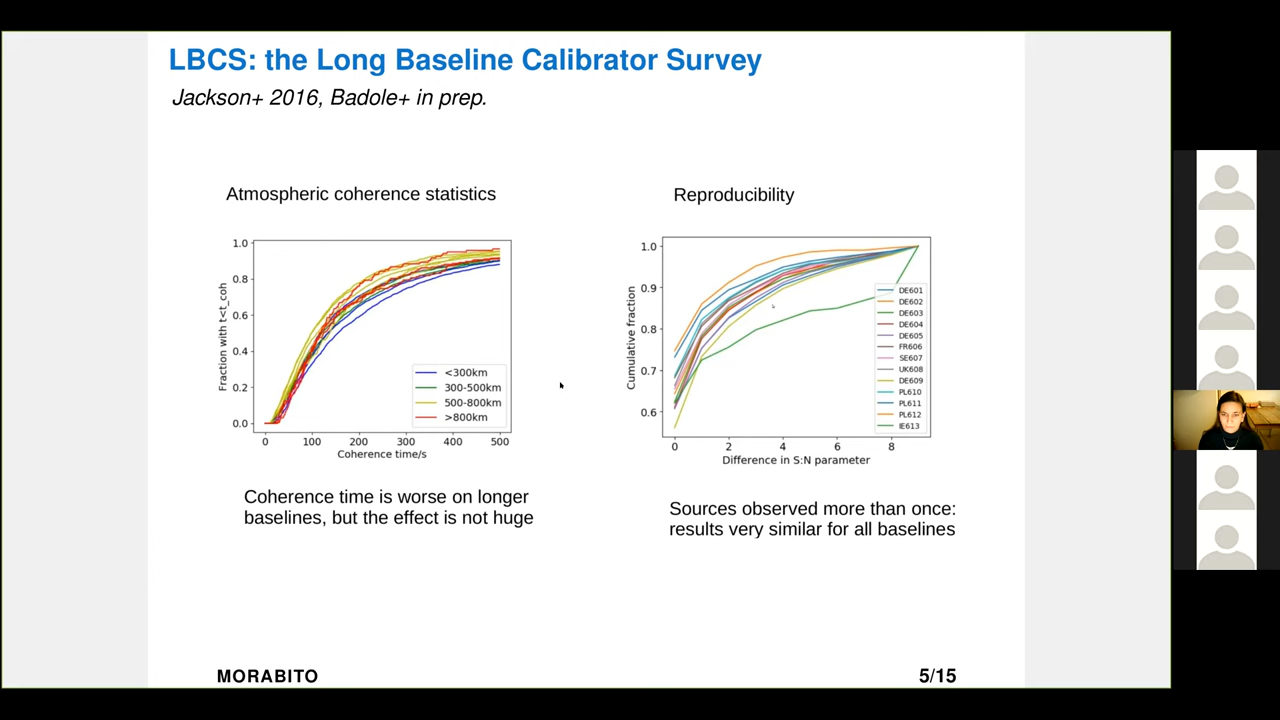 LBCS: the Long Baseline Calibrator Survey
Jackson+ 2016, Badole+ in prep.
Atmospheric coherence statistics
1.0
0.8
0.6
0.4
0.2
0.0
Fraction with t<t_coh
<300km
300-500km
500-800km
>800km
0 100 200 300 400 500
Coherence time/s
Coherence time is worse on longer
baselines, but the effect is not huge
Reproducibility
1.0
0.9
0.8
0.7
0.6
Cumulative fraction
DE601
DE602
DE603
DE604
DE605
FR606
SE607
UK608
DE609
PL610
PL611
PL612
IE613
0 2 4 6 8
Difference in S:N parameter
Sources observed more than once:
results very similar for all baselines
MORABITO
5/15